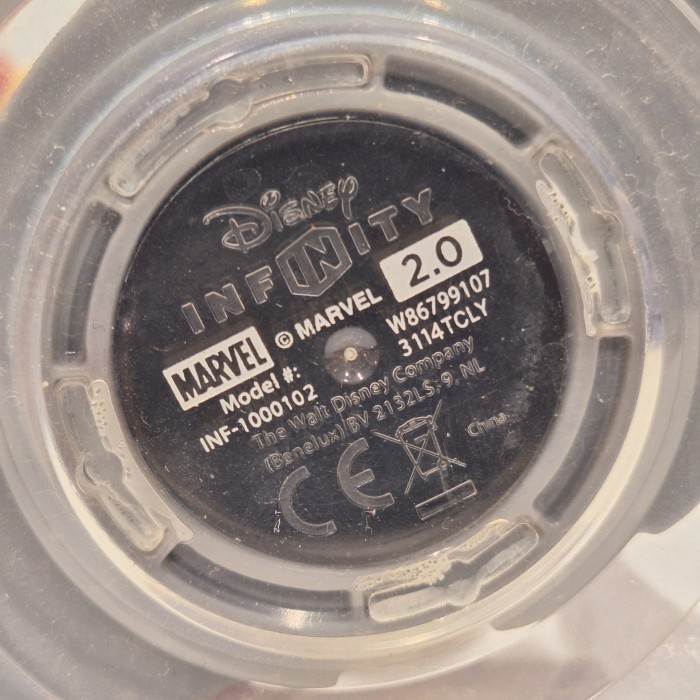 Disney
INFINITY
2.0
MARVEL
© MARVEL
W86799107
3114TCLY
Model #:
INF-1000102
The Walt Disney Company
(Benelux) BV 2132LS; 9, NL
CE
China